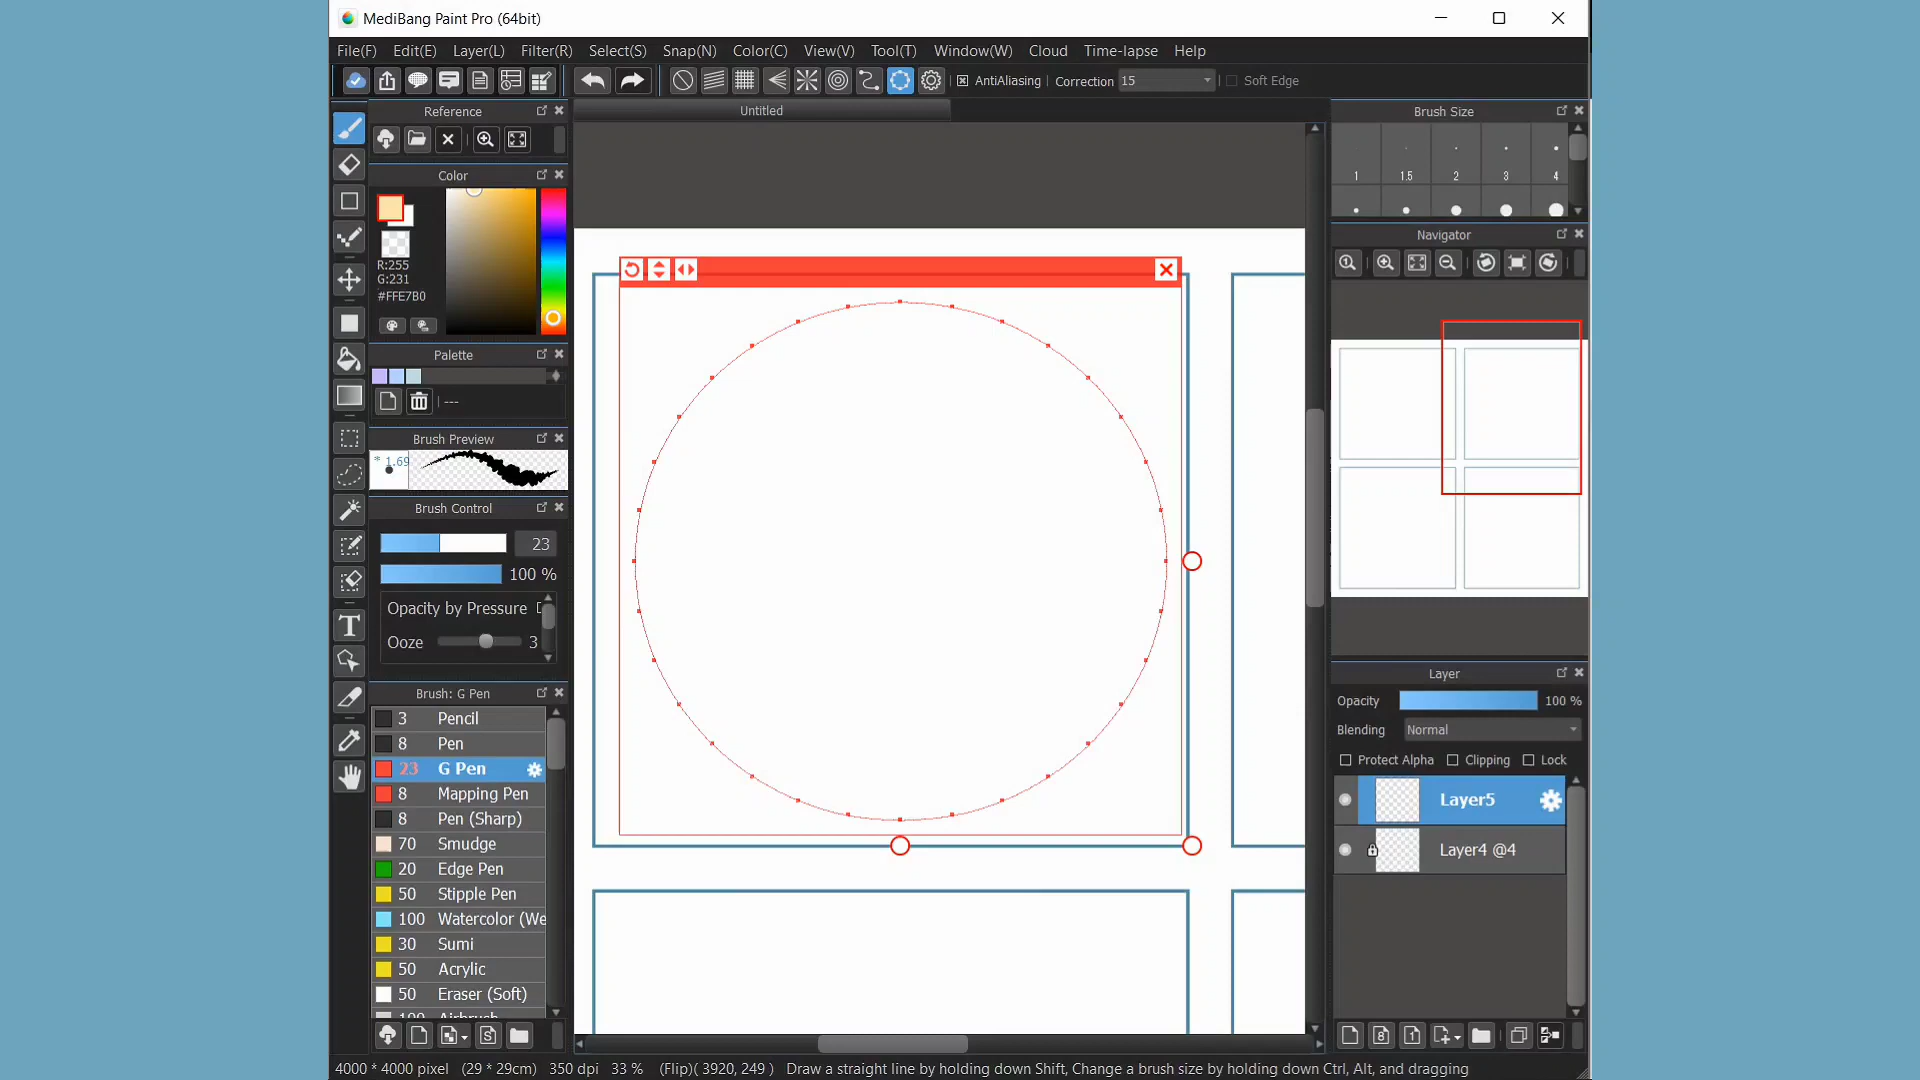 MediBang Paint Pro (64bit)
File(F) Edit(E) Layer(L) Filter(R) Select(S) Snap(N) Color(C) View(V) Tool(T) Window(W) Cloud Time-lapse Help
AntiAliasing Correction 15 Soft Edge
Reference
Untitled
Brush Size
1 1.5 2 3 4
Color
R:255
G:231
#FFE7B0
Navigator
Palette
---
Brush Preview
* 1.69
Brush Control
23
100 %
Opacity by Pressure
Ooze 3
Brush: G Pen
3 Pencil
8 Pen
23 G Pen
8 Mapping Pen
8 Pen (Sharp)
70 Smudge
20 Edge Pen
50 Stipple Pen
100 Watercolor (We
30 Sumi
50 Acrylic
50 Eraser (Soft)
100 Airbrush
Layer
Opacity 100 %
Blending Normal
Protect Alpha Clipping Lock
Layer5
Layer4 @4
4000 * 4000 pixel (29 * 29cm) 350 dpi 33 % (Flip)( 3920, 249 ) Draw a straight line by holding down Shift, Change a brush size by holding down Ctrl, Alt, and dragging